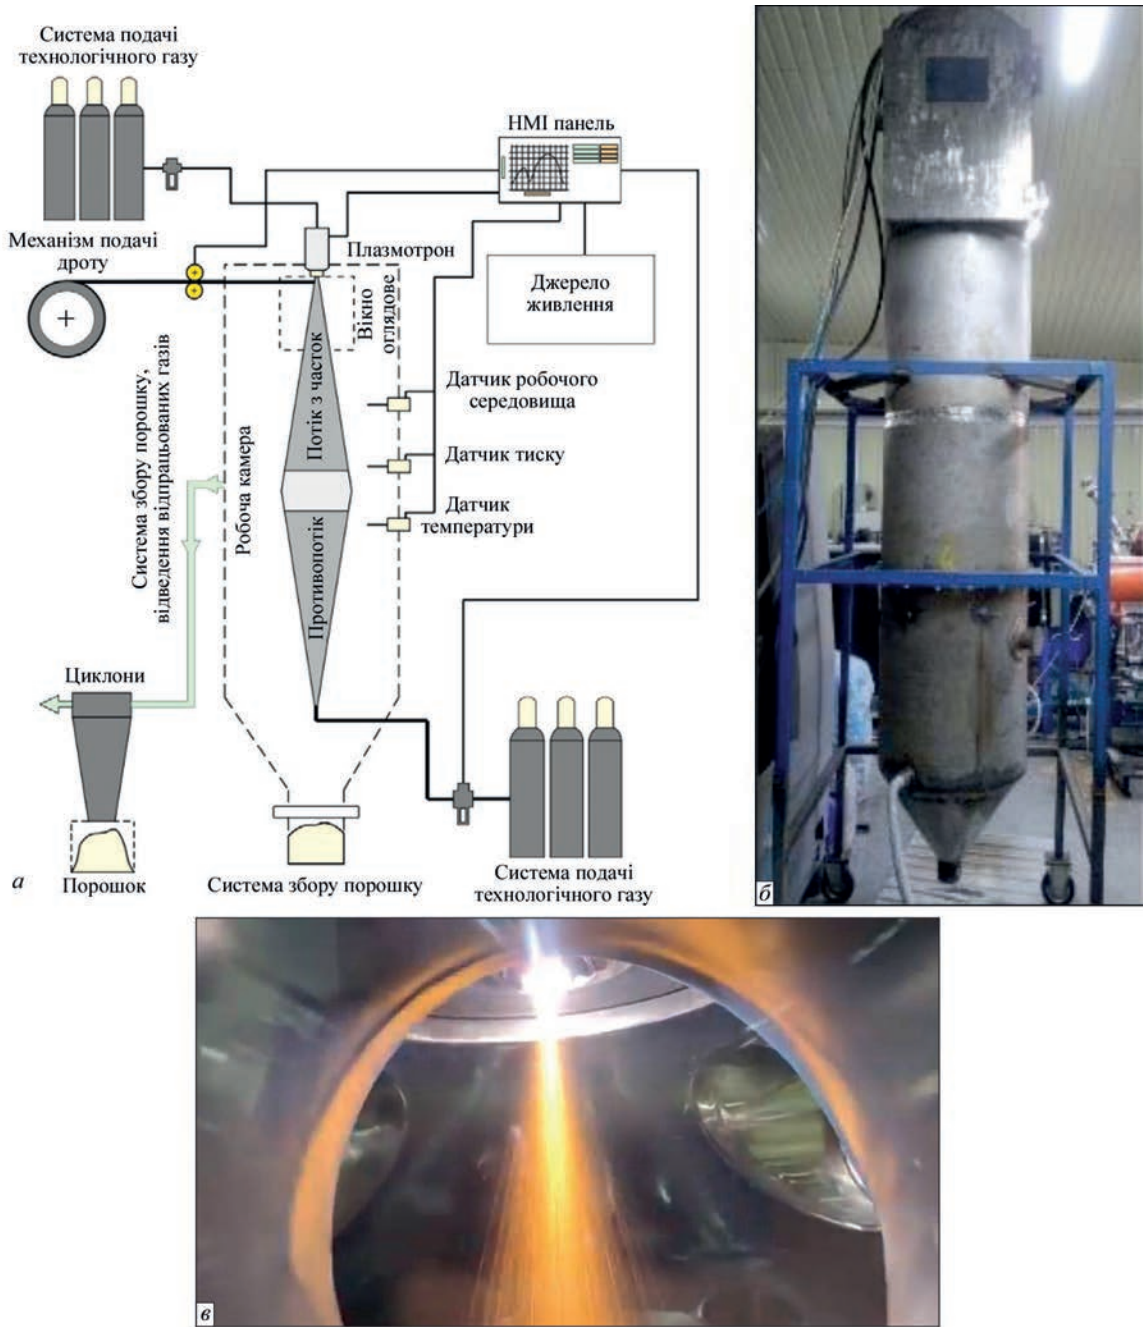 Система подачі
технологічного газу
HMI панель
Механізм подачі
дроту
Плазмотрон
Вікно
оглядове
Джерело
живлення
Потік з часток
Датчик робочого
середовища
Система збору порошку,
відведення відпрацьованих газів
Робоча камера
Датчик тиску
Датчик
температури
Противопотік
Циклони
Порошок
Система збору порошку
Система подачі
технологічного газу
а
б
в